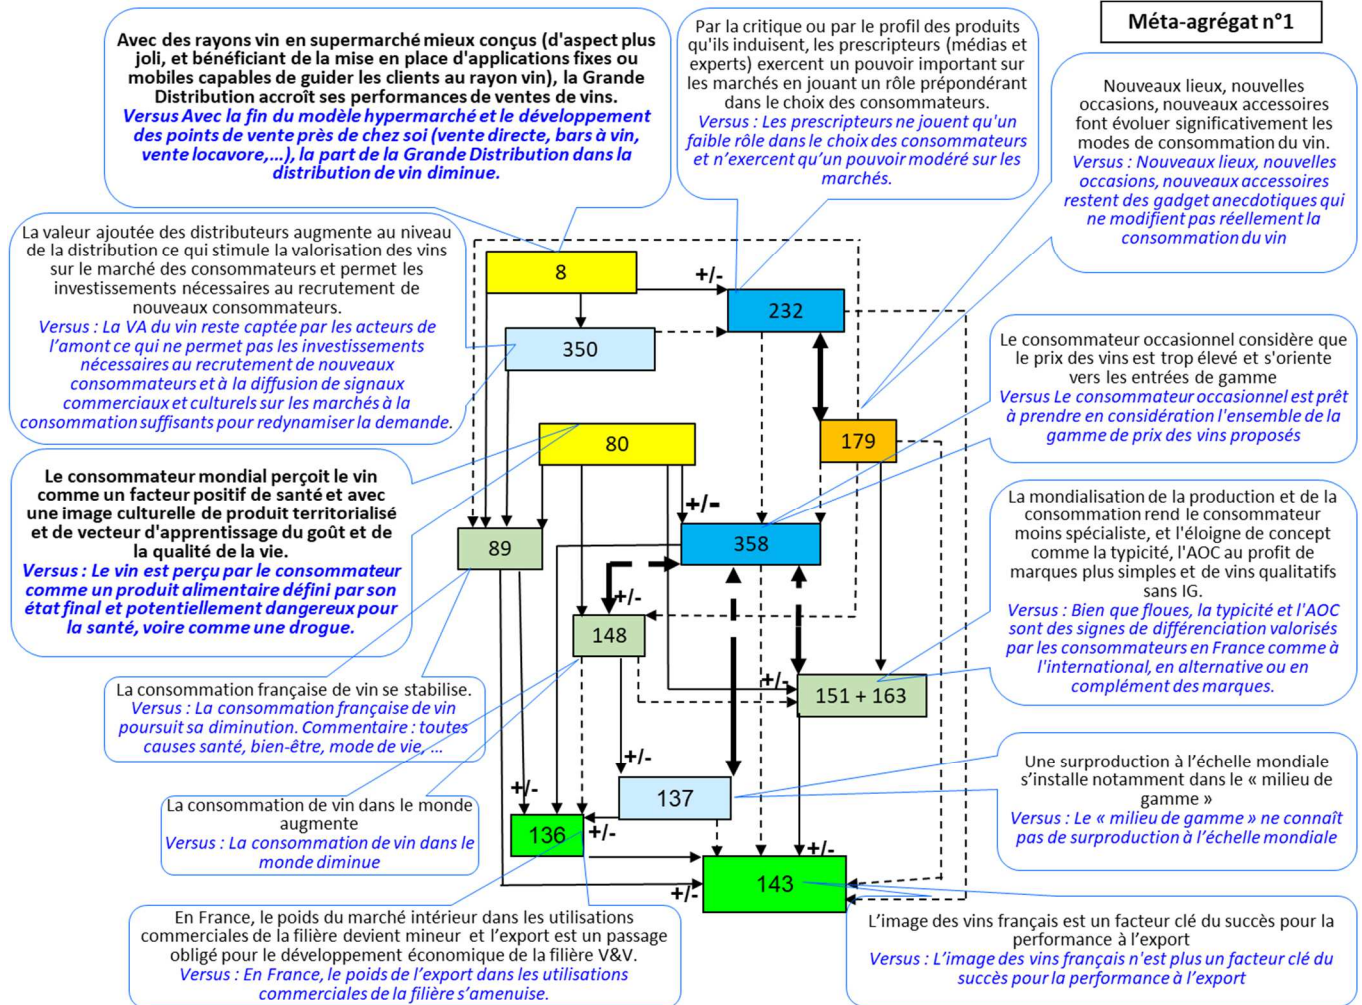 Méta-agrégat n°1
Avec des rayons vin en supermarché mieux conçus (d'aspect plus
joli, et bénéficiant de la mise en place d'applications fixes ou
mobiles capables de guider les clients au rayon vin), la Grande
Distribution accroît ses performances de ventes de vins.
Versus Avec la fin du modèle hypermarché et le développement
des points de vente près de chez soi (vente directe, bars à vin,
vente locavore,...), la part de la Grande Distribution dans la
distribution de vin diminue.
Par la critique ou par le profil des produits
qu'ils induisent, les prescripteurs (médias et
experts) exercent un pouvoir important sur
les marchés en jouant un rôle prépondérant
dans le choix des consommateurs.
Versus : Les prescripteurs ne jouent qu'un
faible rôle dans le choix des consommateurs
et n'exercent qu'un pouvoir modéré sur les
marchés.
Nouveaux lieux, nouvelles
occasions, nouveaux accessoires
font évoluer significativement les
modes de consommation du vin.
Versus : Nouveaux lieux, nouvelles
occasions, nouveaux accessoires
restent des gadget anecdotiques qui
ne modifient pas réellement la
consommation du vin
La valeur ajoutée des distributeurs augmente au niveau
de la distribution ce qui stimule la valorisation des vins
sur le marché des consommateurs et permet les
investissements nécessaires au recrutement de
nouveaux consommateurs.
Versus : La VA du vin reste captée par les acteurs de
l'amont ce qui ne permet pas les investissements
nécessaires au recrutement de nouveaux
consommateurs et à la diffusion de signaux
commerciaux et culturels sur les marchés à la
consommation suffisants pour redynamiser la demande.
8
+/-
232
350
Le consommateur occasionnel considère que
le prix des vins est trop élevé et s'oriente
vers les entrées de gamme
Versus Le consommateur occasionnel est prêt
à prendre en considération l'ensemble de la
gamme de prix des vins proposés
80
179
Le consommateur mondial perçoit le vin
comme un facteur positif de santé et avec
une image culturelle de produit territorialisé
et de vecteur d'apprentissage du goût et de
la qualité de la vie.
Versus : Le vin est perçu par le consommateur
comme un produit alimentaire défini par son
état final et potentiellement dangereux pour
la santé, voire comme une drogue.
+/-
89
358
La mondialisation de la production et de la
consommation rend le consommateur
moins spécialiste, et l'éloigne de concept
comme la typicité, l'AOC au profit de
marques plus simples et de vins qualitatifs
sans IG.
Versus : Bien que floues, la typicité et l'AOC
sont des signes de différenciation valorisés
par les consommateurs en France comme à
l'international, en alternative ou en
complément des marques.
+/-
148
+/-
151 + 163
La consommation française de vin se stabilise.
Versus : La consommation française de vin
poursuit sa diminution. Commentaire : toutes
causes santé, bien-être, mode de vie, ...
+/-
137
Une surproduction à l'échelle mondiale
s'installe notamment dans le « milieu de
gamme »
Versus : Le « milieu de gamme » ne connaît
pas de surproduction à l'échelle mondiale
La consommation de vin dans le monde
augmente
Versus : La consommation de vin dans le
monde diminue
+/-
136
+/-
+/-
143
+/-
En France, le poids du marché intérieur dans les utilisations
commerciales de la filière devient mineur et l'export est un passage
obligé pour le développement économique de la filière V&V.
Versus : En France, le poids de l'export dans les utilisations
commerciales de la filière s'amenuise.
L'image des vins français est un facteur clé du succès pour la
performance à l'export
Versus : L'image des vins français n'est plus un facteur clé du
succès pour la performance à l'export